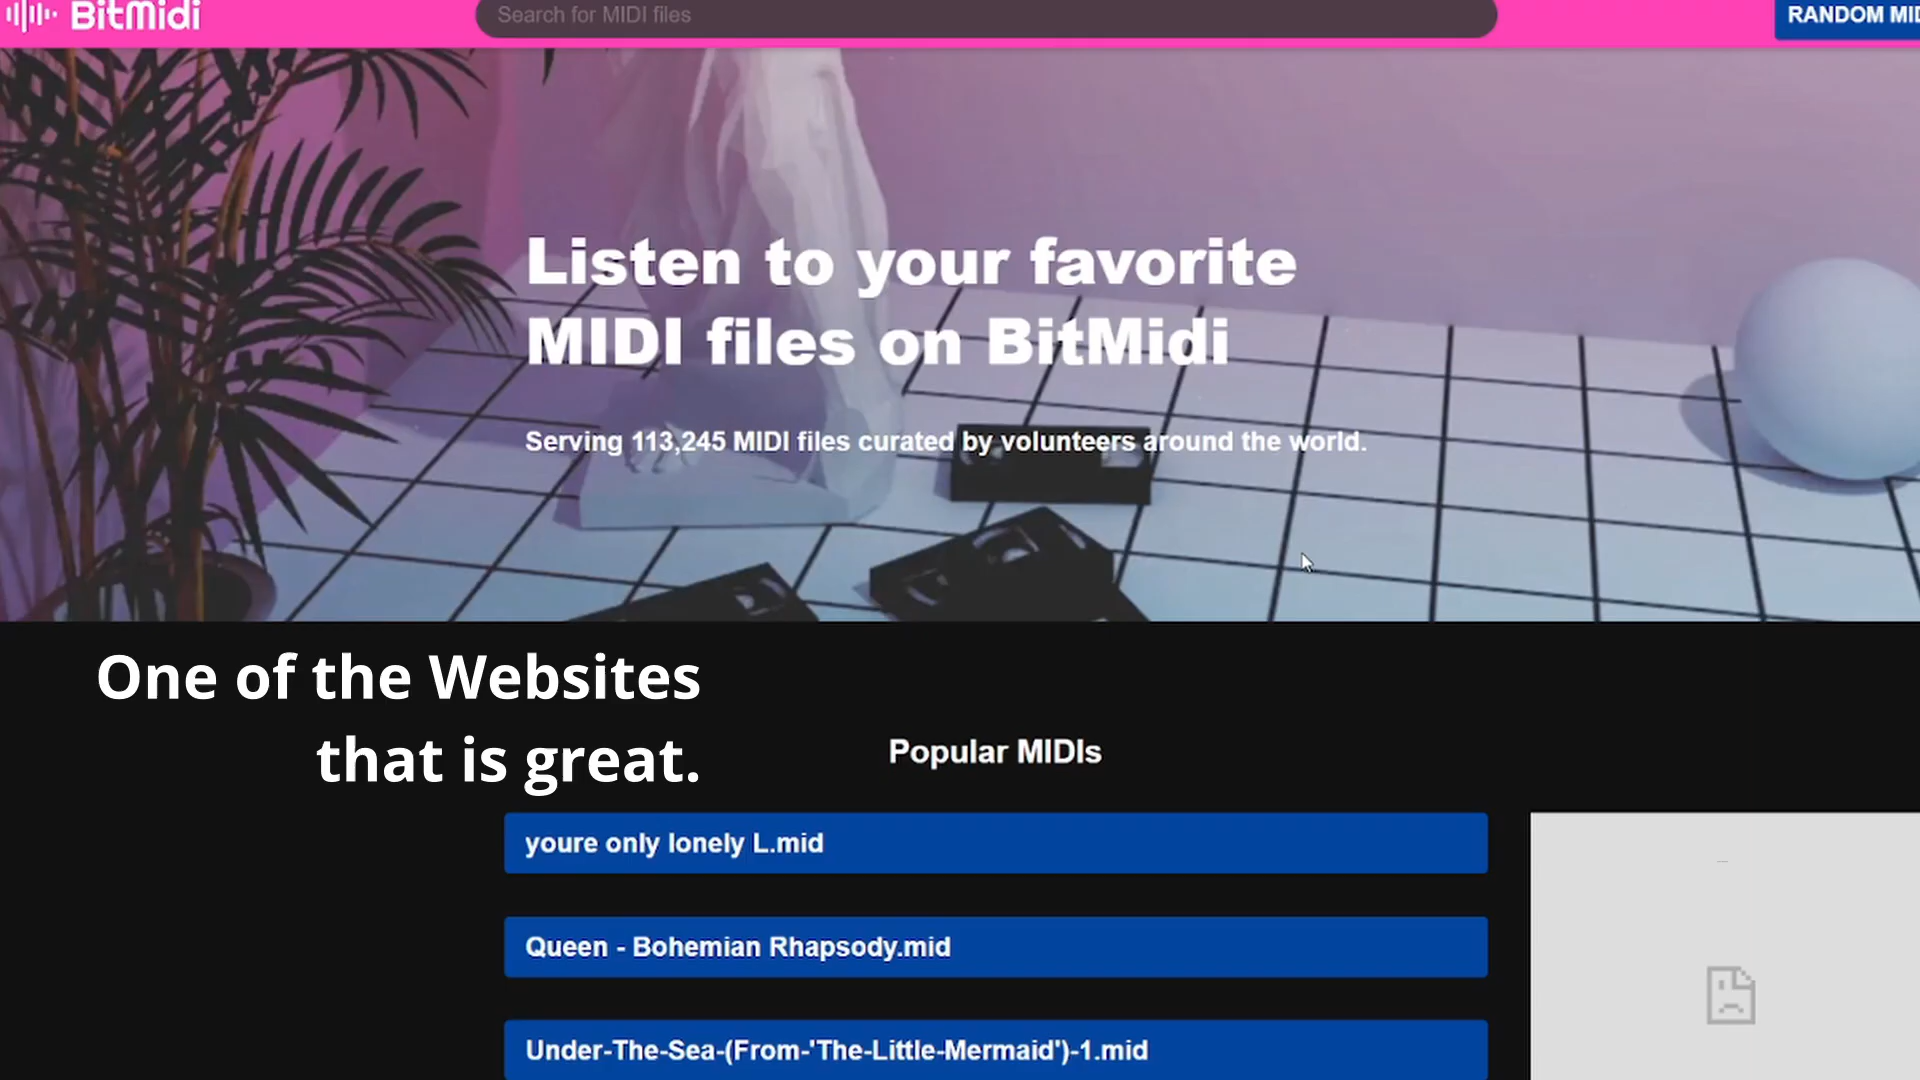 BitMidi
Search for MIDI files
RANDOM MID
Listen to your favorite
MIDI files on BitMidi
Serving 113,245 MIDI files curated by volunteers around the world.
One of the Websites
that is great.
Popular MIDIs
youre only lonely L.mid
Queen - Bohemian Rhapsody.mid
Under-The-Sea-(From-'The-Little-Mermaid')-1.mid